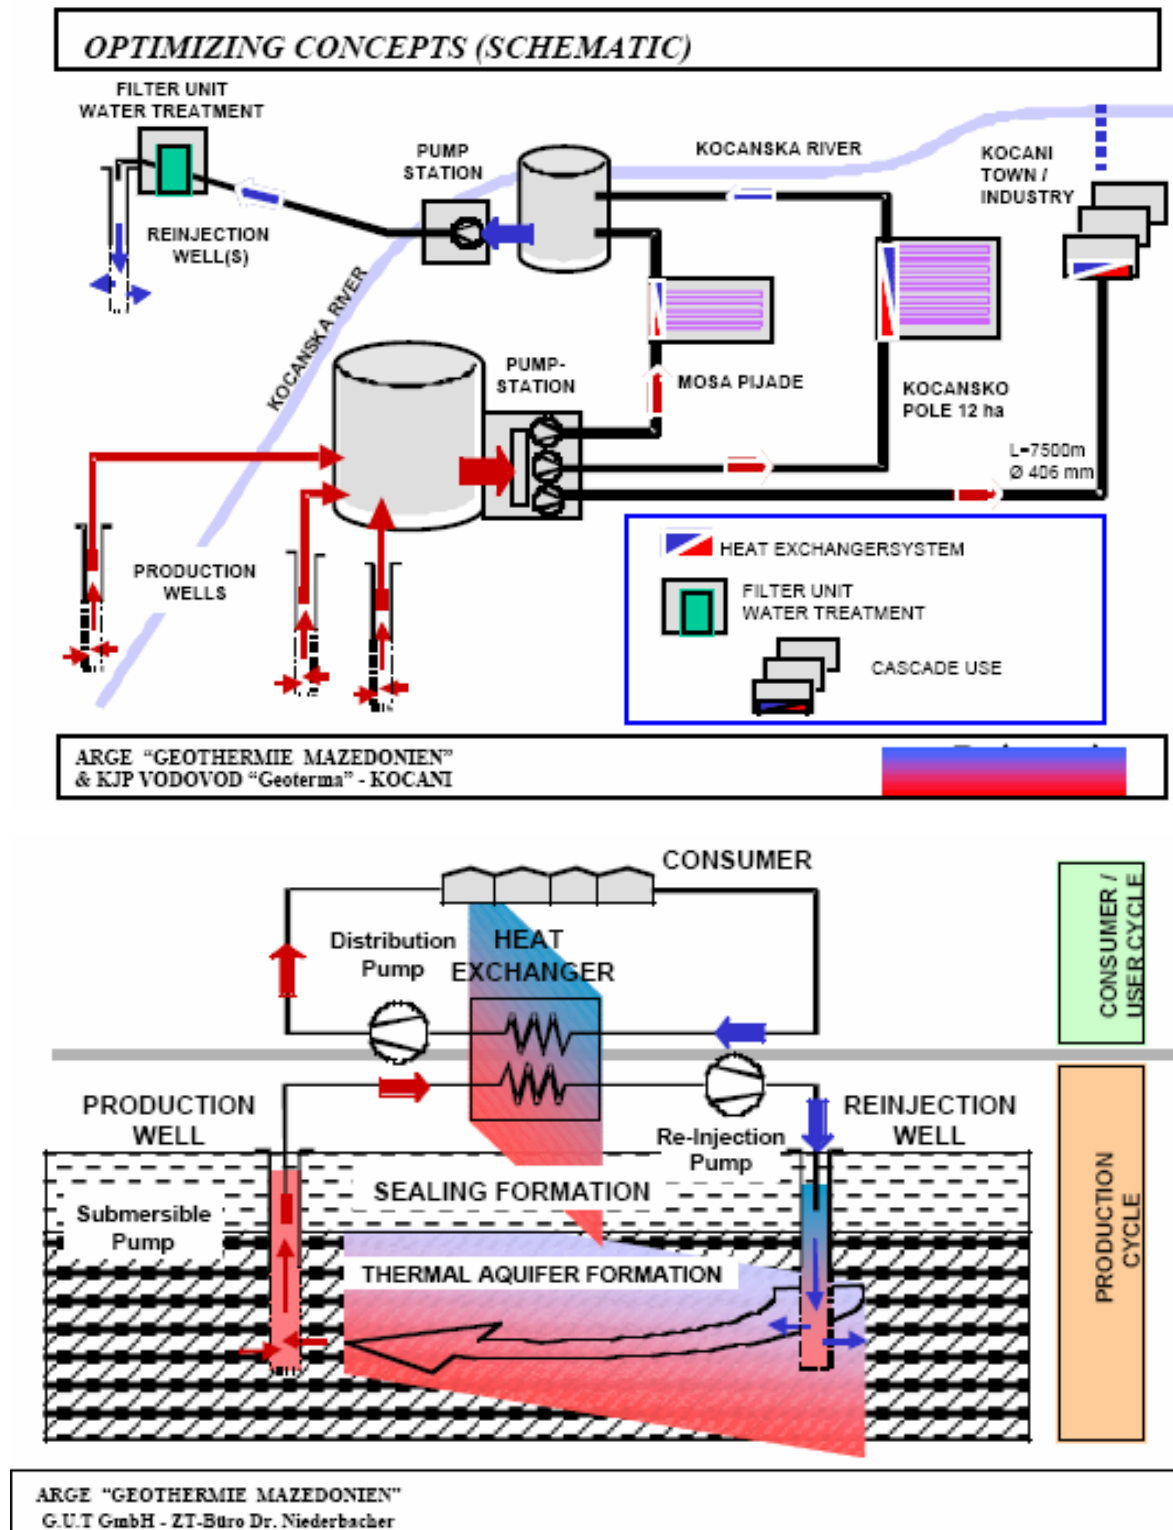 OPTIMIZING CONCEPTS (SCHEMATIC)
FILTER UNIT
WATER TREATMENT
PUMP
STATION
KOCANSKA RIVER
KOCANI
TOWN /
INDUSTRY
REINJECTION
WELL(S)
KOCANSKA RIVER
PUMP-
STATION
MOSA PIJADE
KOCANSKO
POLE 12 ha
L=7500m
Ø 406 mm
PRODUCTION
WELLS
HEAT EXCHANGERSYSTEM
FILTER UNIT
WATER TREATMENT
CASCADE USE
ARGE "GEOTHERMIE MAZEDONIEN"
& KJP VODOVOD "Geoterma" - KOCANI
CONSUMER
Distribution
Pump
HEAT
EXCHANGER
CONSUMER /
USER CYCLE
PRODUCTION
WELL
Re-Injection
Pump
REINJECTION
WELL
SEALING FORMATION
Submersible
Pump
THERMAL AQUIFER FORMATION
PRODUCTION
CYCLE
ARGE "GEOTHERMIE MAZEDONIEN"
G.U.T GmbH - ZT-Büro Dr. Niederbacher